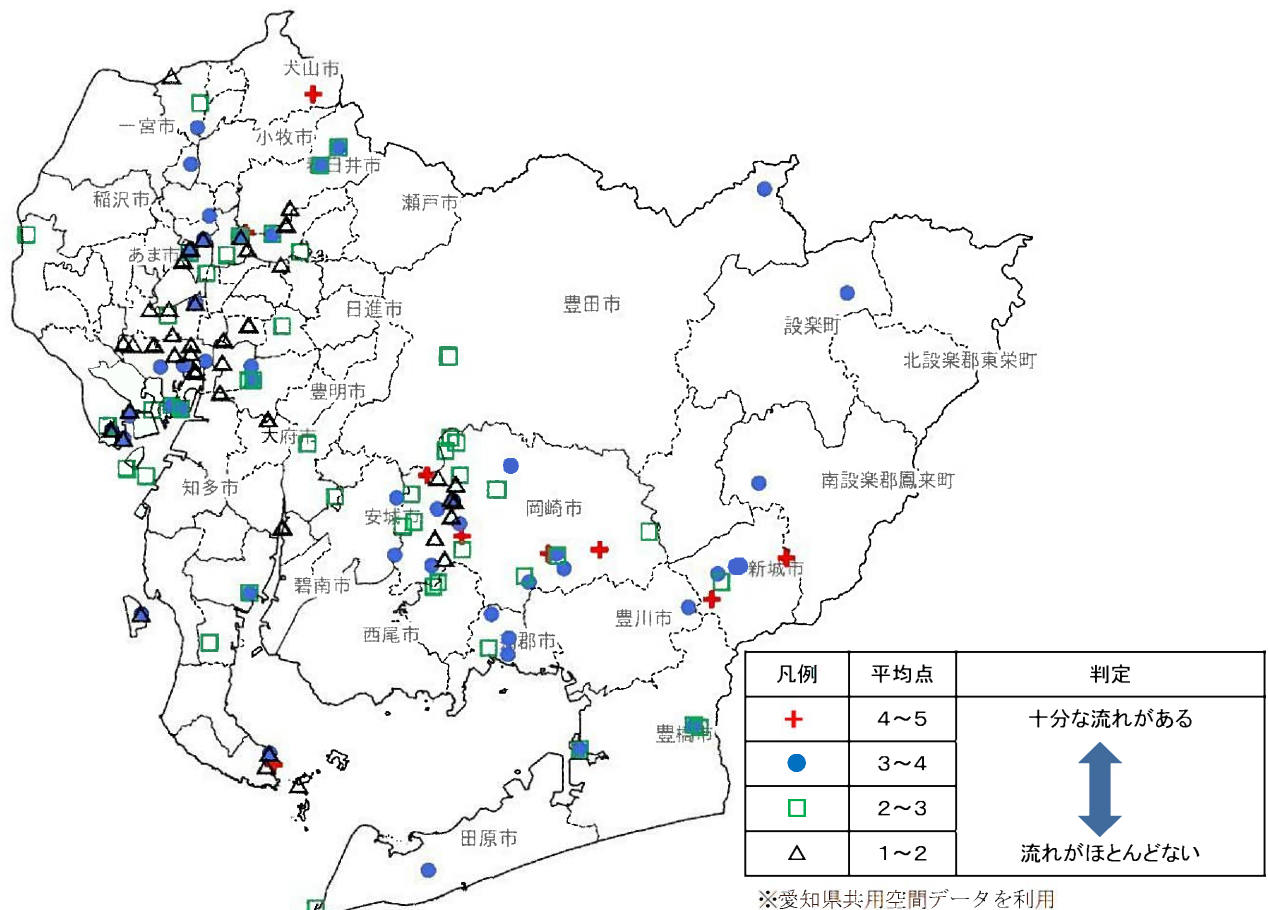 犬山市
一宮市
小牧市
日井市
瀬戸市
稲沢市
あま市
日進市
豊田市
設楽町
北設楽郡東栄町
豊明市
大府市
知多市
安城市
岡崎市
南設楽郡鳳来町
碧南市
新城市
豊川市
西尾市
郡市
豊橋市
田原市
凡例 平均点 判定
4～5 十分な流れがある
3～4
2～3
1～2 流れがほとんどない
※愛知県共用空間データを利用